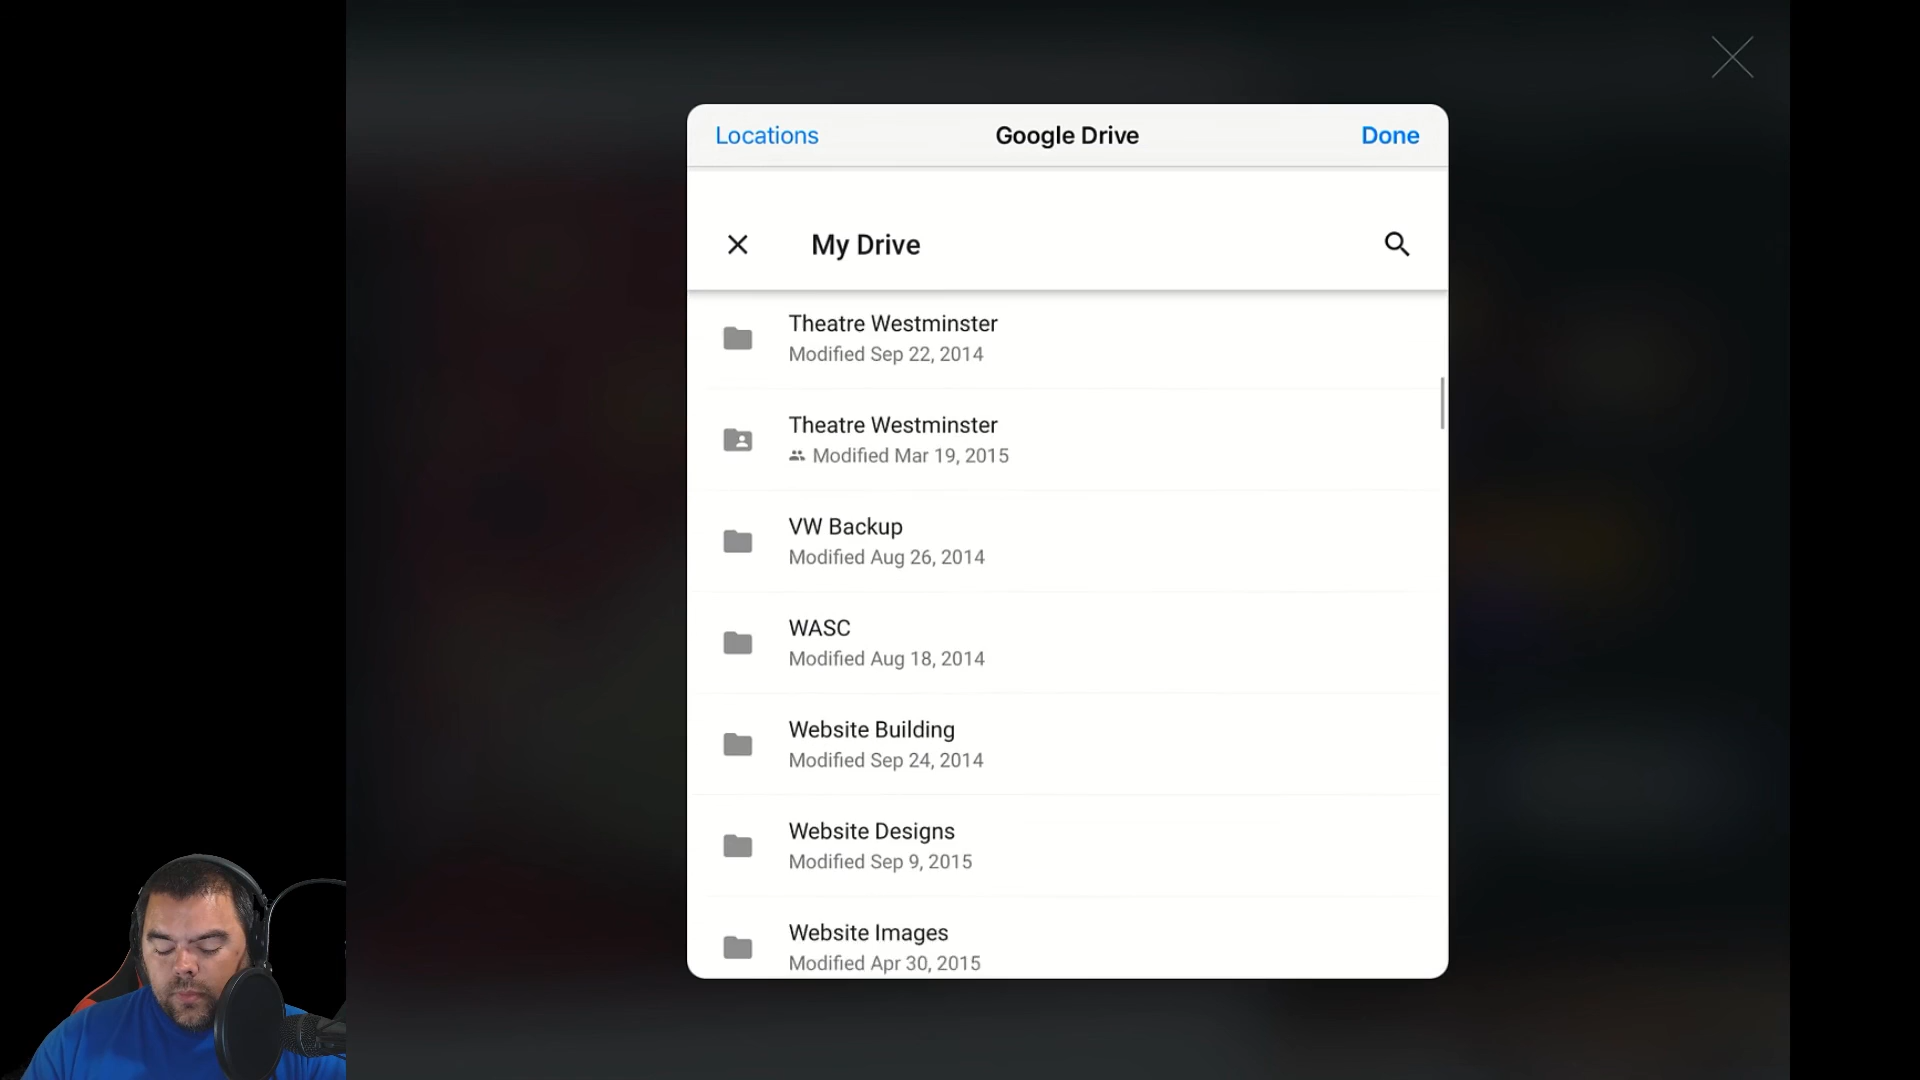 Locations
Google Drive
Done
My Drive
Theatre Westminster
Modified Sep 22, 2014
Theatre Westminster
Modified Mar 19, 2015
VW Backup
Modified Aug 26, 2014
WASC
Modified Aug 18, 2014
Website Building
Modified Sep 24, 2014
Website Designs
Modified Sep 9, 2015
Website Images
Modified Apr 30, 2015